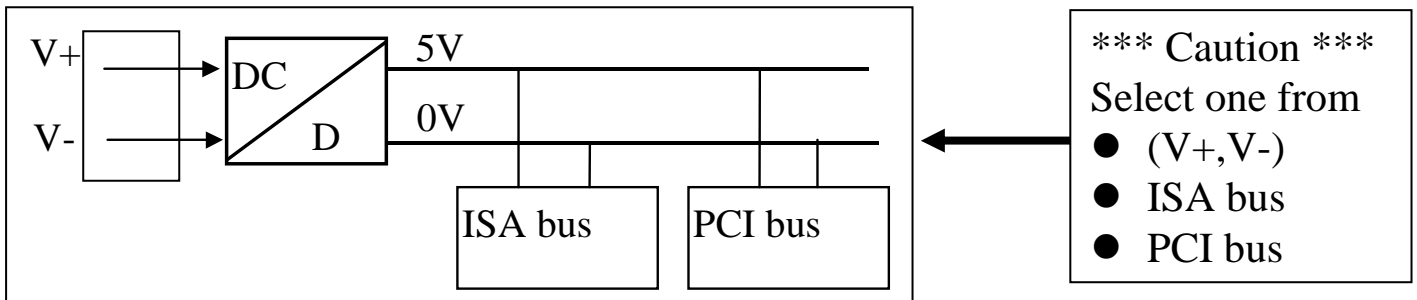 V+
V-
DC
D
5V
0V
ISA bus
PCI bus
*** Caution ***
Select one from
● (V+,V-)
● ISA bus
● PCI bus